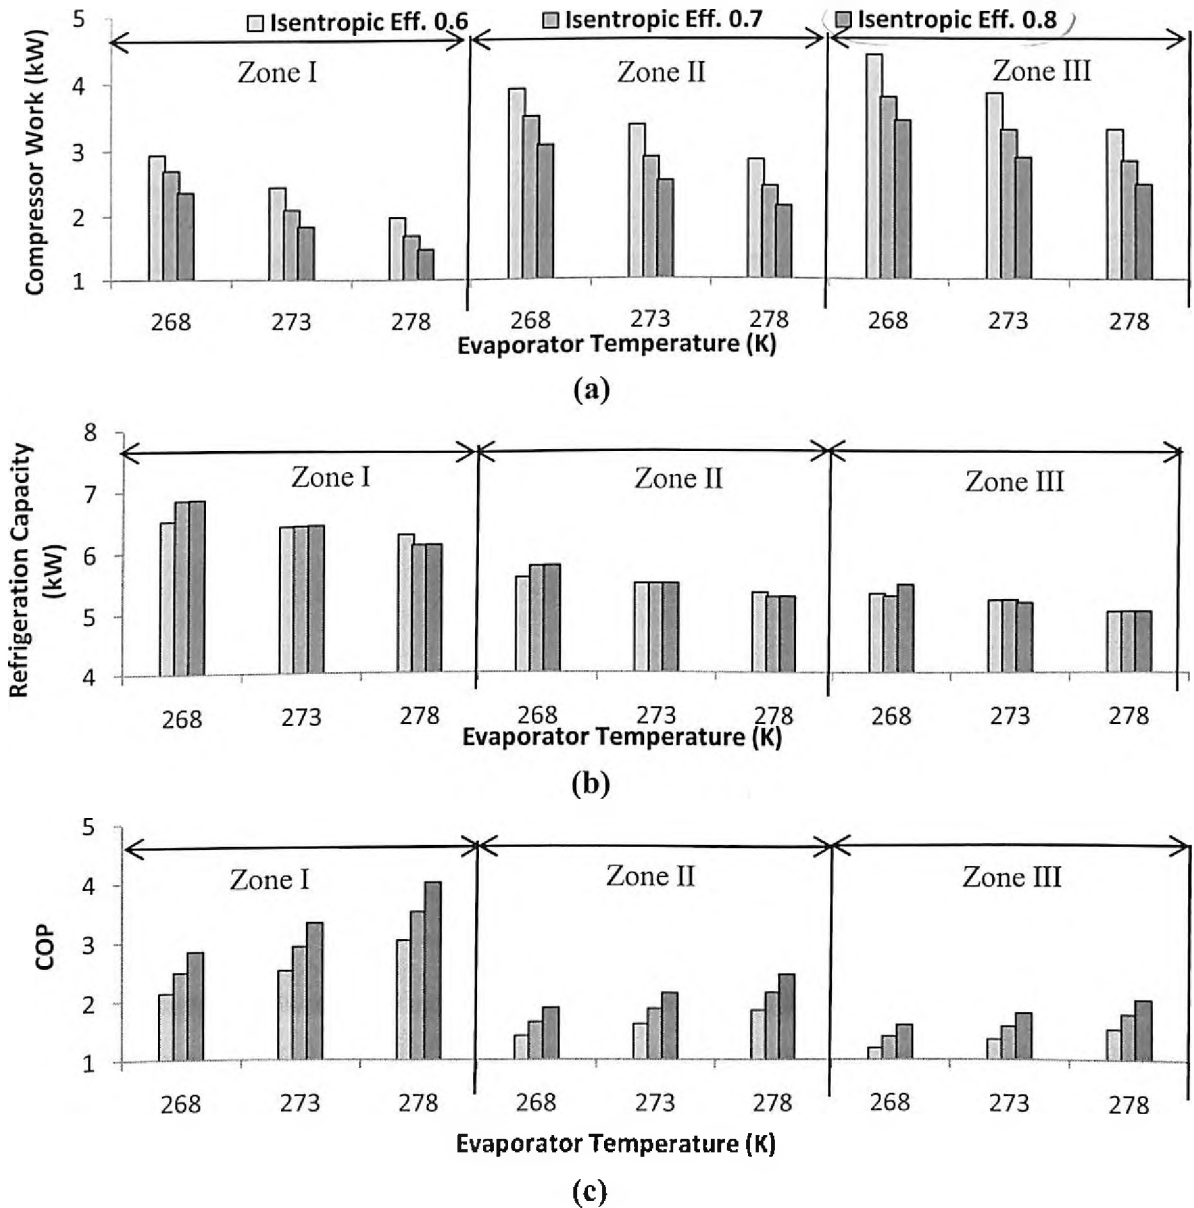 Isentropic Eff. 0.6 Isentropic Eff. 0.7 Isentropic Eff. 0.8
Zone I Zone II Zone III
Compressor Work (kW)
5
4
3
2
1
268 273 278 268 273 278 268 273 278
Evaporator Temperature (K)
(a)
Refrigeration Capacity
(kW)
8
7
6
5
4
Zone I Zone II Zone III
268 273 278 268 273 278 268 273 278
Evaporator Temperature (K)
(b)
COP
5
4
3
2
1
Zone I Zone II Zone III
268 273 278 268 273 278 268 273 278
Evaporator Temperature (K)
(c)